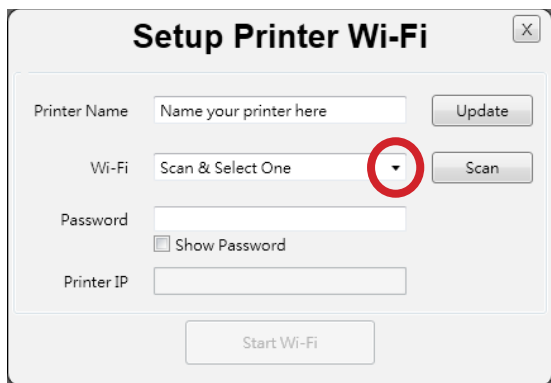 Setup Printer Wi-Fi
X
Printer Name
Name your printer here
Update
Wi-Fi
Scan & Select One
Scan
Password
Show Password
Printer IP
Start Wi-Fi